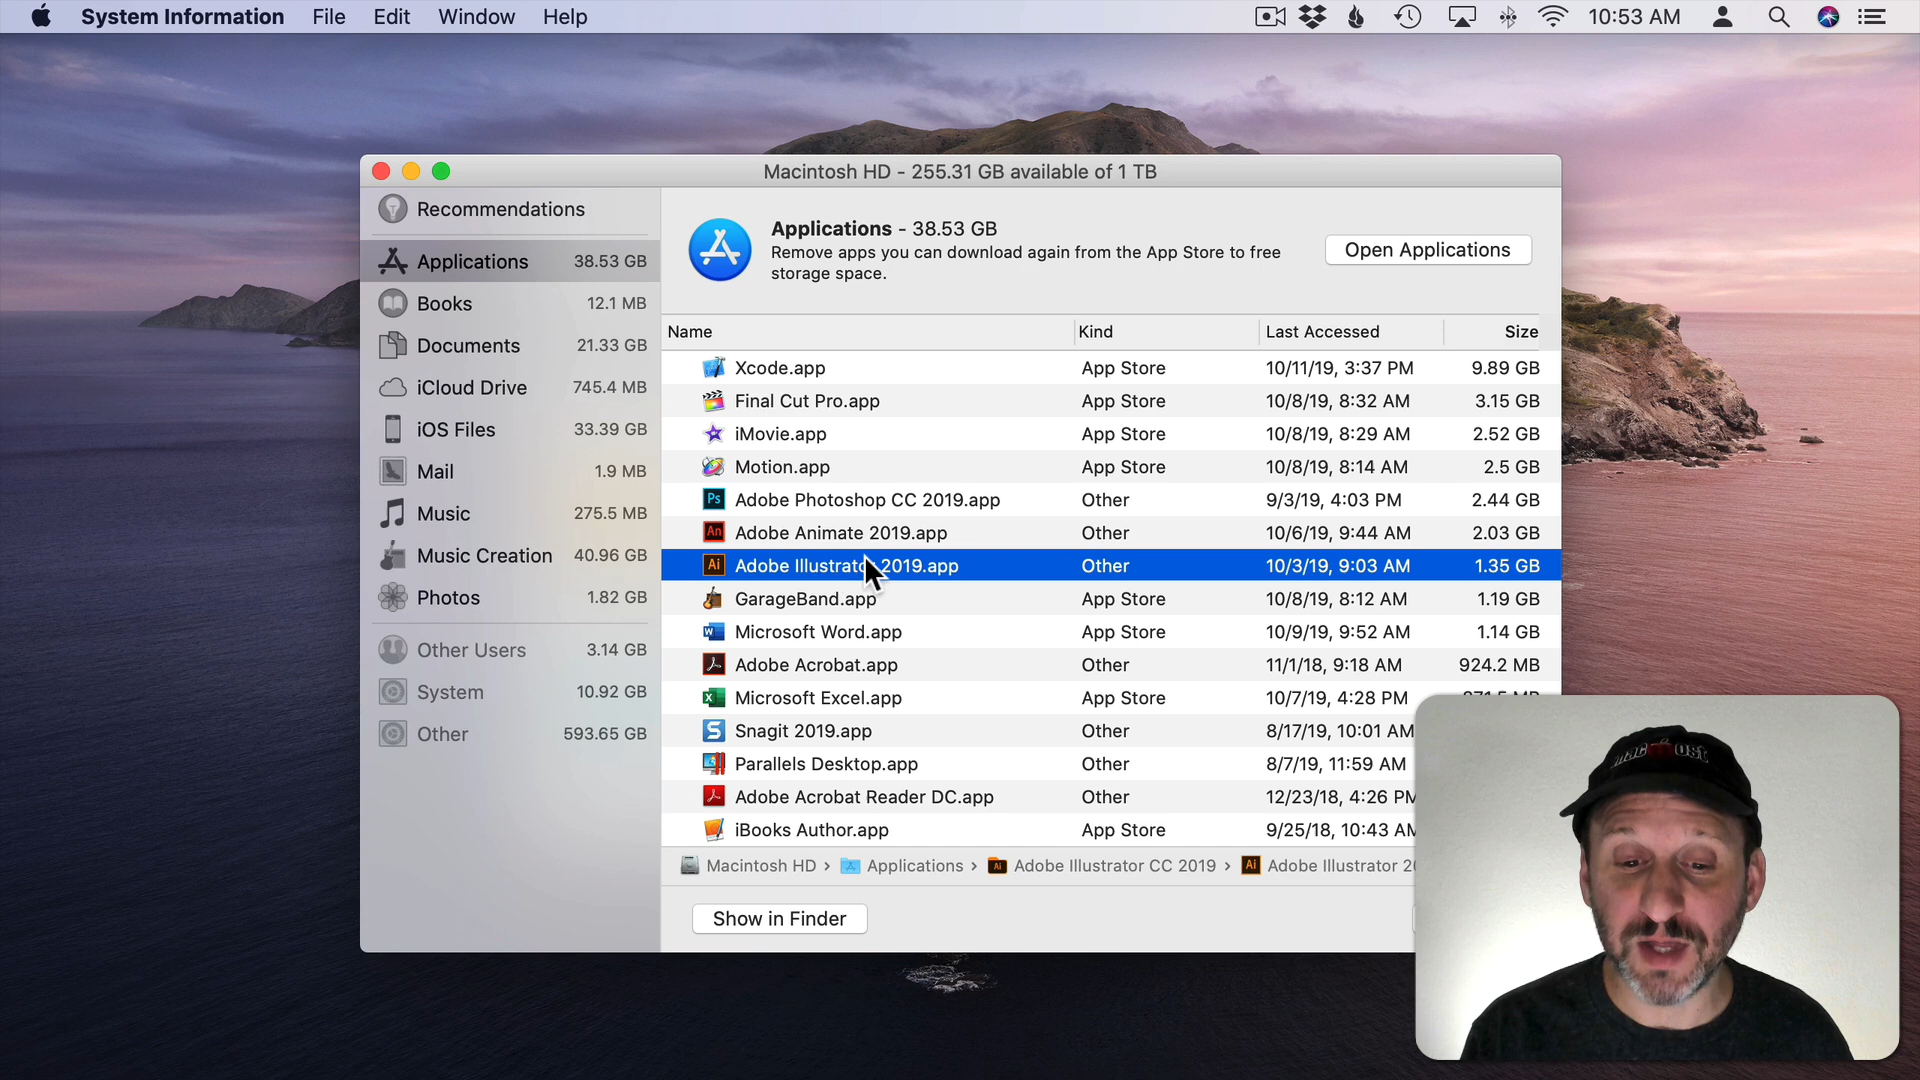 System Information File Edit Window Help 10:53 AM
Macintosh HD - 255.31 GB available of 1 TB
Recommendations
Applications 38.53 GB
Books 12.1 MB
Documents 21.33 GB
iCloud Drive 745.4 MB
iOS Files 33.39 GB
Mail 1.9 MB
Music 275.5 MB
Music Creation 40.96 GB
Photos 1.82 GB
Other Users 3.14 GB
System 10.92 GB
Other 593.65 GB
Applications - 38.53 GB
Remove apps you can download again from the App Store to free
storage space.
Open Applications
Name Kind Last Accessed Size
Xcode.app App Store 10/11/19, 3:37 PM 9.89 GB
Final Cut Pro.app App Store 10/8/19, 8:32 AM 3.15 GB
iMovie.app App Store 10/8/19, 8:29 AM 2.52 GB
Motion.app App Store 10/8/19, 8:14 AM 2.5 GB
Ps Adobe Photoshop CC 2019.app Other 9/3/19, 4:03 PM 2.44 GB
An Adobe Animate 2019.app Other 10/6/19, 9:44 AM 2.03 GB
Ai Adobe Illustrator 2019.app Other 10/3/19, 9:03 AM 1.35 GB
GarageBand.app App Store 10/8/19, 8:12 AM 1.19 GB
Microsoft Word.app App Store 10/9/19, 9:52 AM 1.14 GB
Adobe Acrobat.app Other 11/1/18, 9:18 AM 924.2 MB
Microsoft Excel.app App Store 10/7/19, 4:28 PM
Snagit 2019.app Other 8/17/19, 10:01 AM
Parallels Desktop.app Other 8/7/19, 11:59 AM
Adobe Acrobat Reader DC.app Other 12/23/18, 4:26 PM
iBooks Author.app App Store 9/25/18, 10:43 AM
Macintosh HD › Applications › Ai Adobe Illustrator CC 2019 › Ai Adobe Illustrator 20
Show in Finder